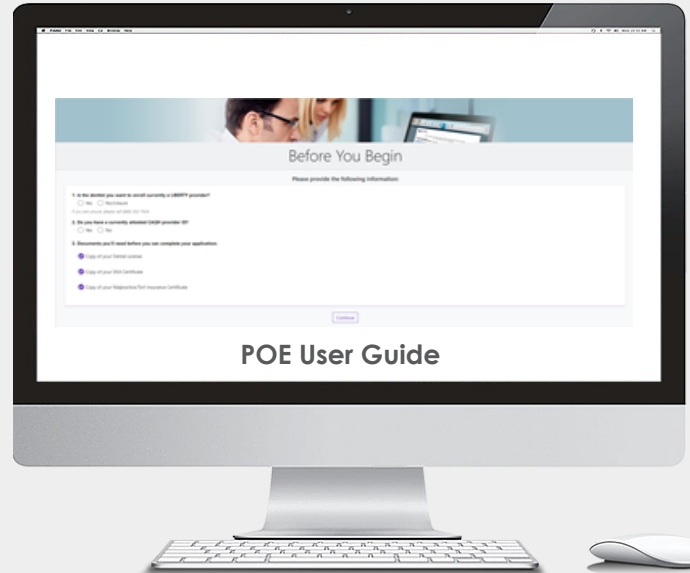 Before You Begin
Please provide the following information:
1. Is the dentist you want to enroll currently a LIBERTY provider?
Yes
2. Do you have a currently attested CAQH provider ID?
Yes No
3. Documents you'll need before you can complete your application:
Copy of your Dental License
Copy of your DEA Certificate
Copy of your Malpractice/Tort Insurance Certificate
Continue
POE User Guide